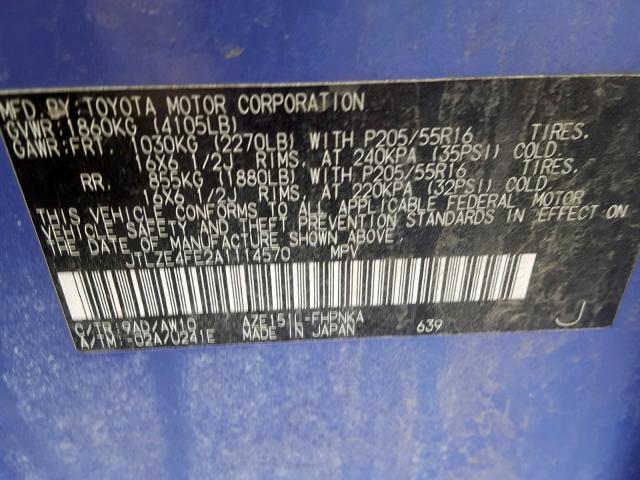 MFD BY TOYOTA MOTOR CORPORATION
GVWR: 1860KG (4105LB)
GAWR:FRT 1030KG (2270LB) WITH P205/55R16 TIRES.
16X6 1/2J RIMS, AT 240KPA (35PSI) COLD.
RR. 855KG (1880LB) WITH P205/55R16 TIRES.
16X6 1/2J RIMS, AT 220KPA (32PSI) COLD.
THIS VEHICLE CONFORMS TO ALL APPLICABLE FEDERAL MOTOR
VEHICLE SAFETY AND THEFT PREVENTION STANDARDS IN EFFECT ON
THE DATE OF MANUFACTURE SHOWN ABOVE.
JTLZE4FE2A1114570 MPV
C/TR:9AD/AW10 AZE151L-FHPNKA
A/TM:-02A/U241E MADE IN JAPAN 639 J